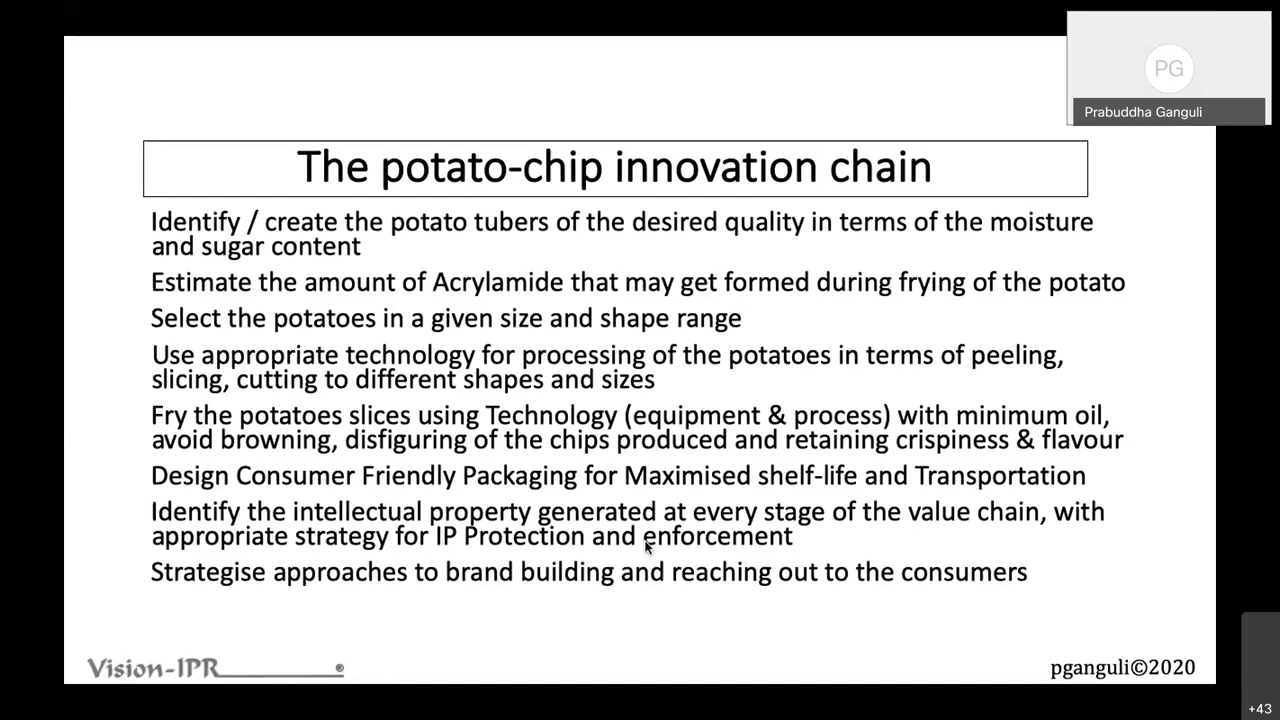 PG
Prabuddha Ganguli
The potato-chip innovation chain
Identify / create the potato tubers of the desired quality in terms of the moisture
and sugar content
Estimate the amount of Acrylamide that may get formed during frying of the potato
Select the potatoes in a given size and shape range
Use appropriate technology for processing of the potatoes in terms of peeling,
slicing, cutting to different shapes and sizes
Fry the potatoes slices using Technology (equipment & process) with minimum oil,
avoid browning, disfiguring of the chips produced and retaining crispiness & flavour
Design Consumer Friendly Packaging for Maximised shelf-life and Transportation
Identify the intellectual property generated at every stage of the value chain, with
appropriate strategy for IP Protection and enforcement
Strategise approaches to brand building and reaching out to the consumers
Vision-IPR ®
pganguli©2020
+43